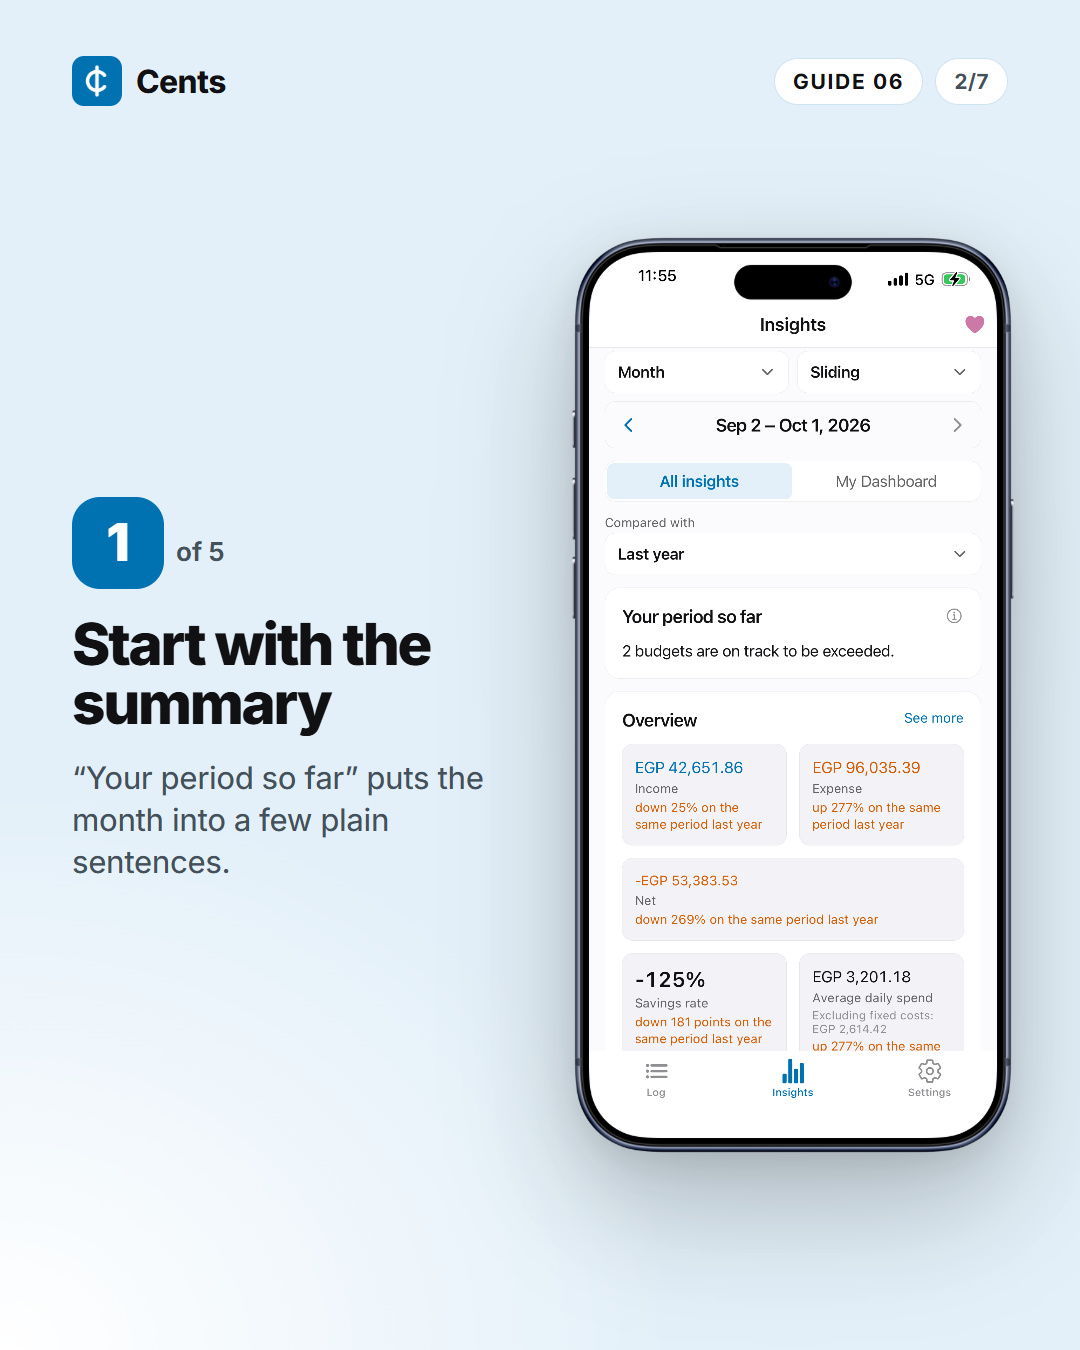 Cents
GUIDE 06
2/7
1 of 5
Start with the
summary
“Your period so far” puts the
month into a few plain
sentences.
11:55
5G
Insights
Month
Sliding
Sep 2 – Oct 1, 2026
All insights
My Dashboard
Compared with
Last year
Your period so far
2 budgets are on track to be exceeded.
Overview
See more
EGP 42,651.86
Income
down 25% on the
same period last year
EGP 96,035.39
Expense
up 277% on the same
period last year
-EGP 53,383.53
Net
down 269% on the same period last year
-125%
Savings rate
down 181 points on the
same period last year
EGP 3,201.18
Average daily spend
Excluding fixed costs:
EGP 2,614.42
up 277% on the same
Log
Insights
Settings